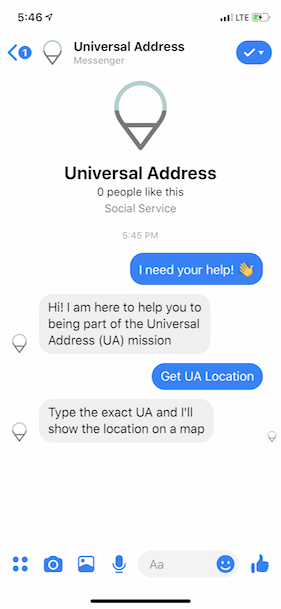 5:46
LTE
1
Universal Address
Messenger
Universal Address
0 people like this
Social Service
5:45 PM
I need your help! 👋
Hi! I am here to help you to
being part of the Universal
Address (UA) mission
Get UA Location
Type the exact UA and I'll
show the location on a map
Aa